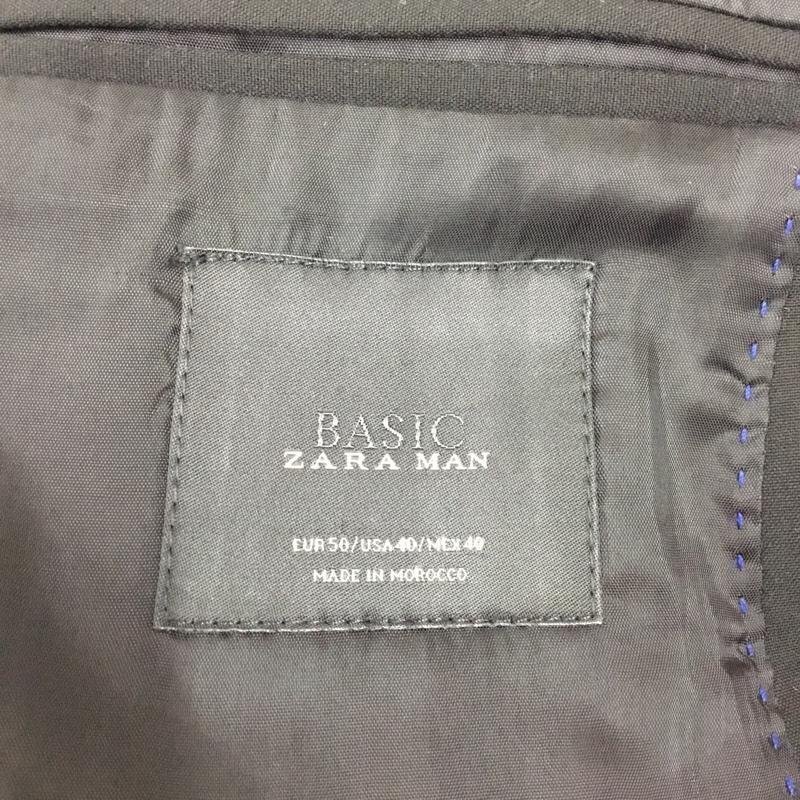 BASIC
ZARA MAN
EUR 50/USA 40/MEX 40
MADE IN MOROCCO